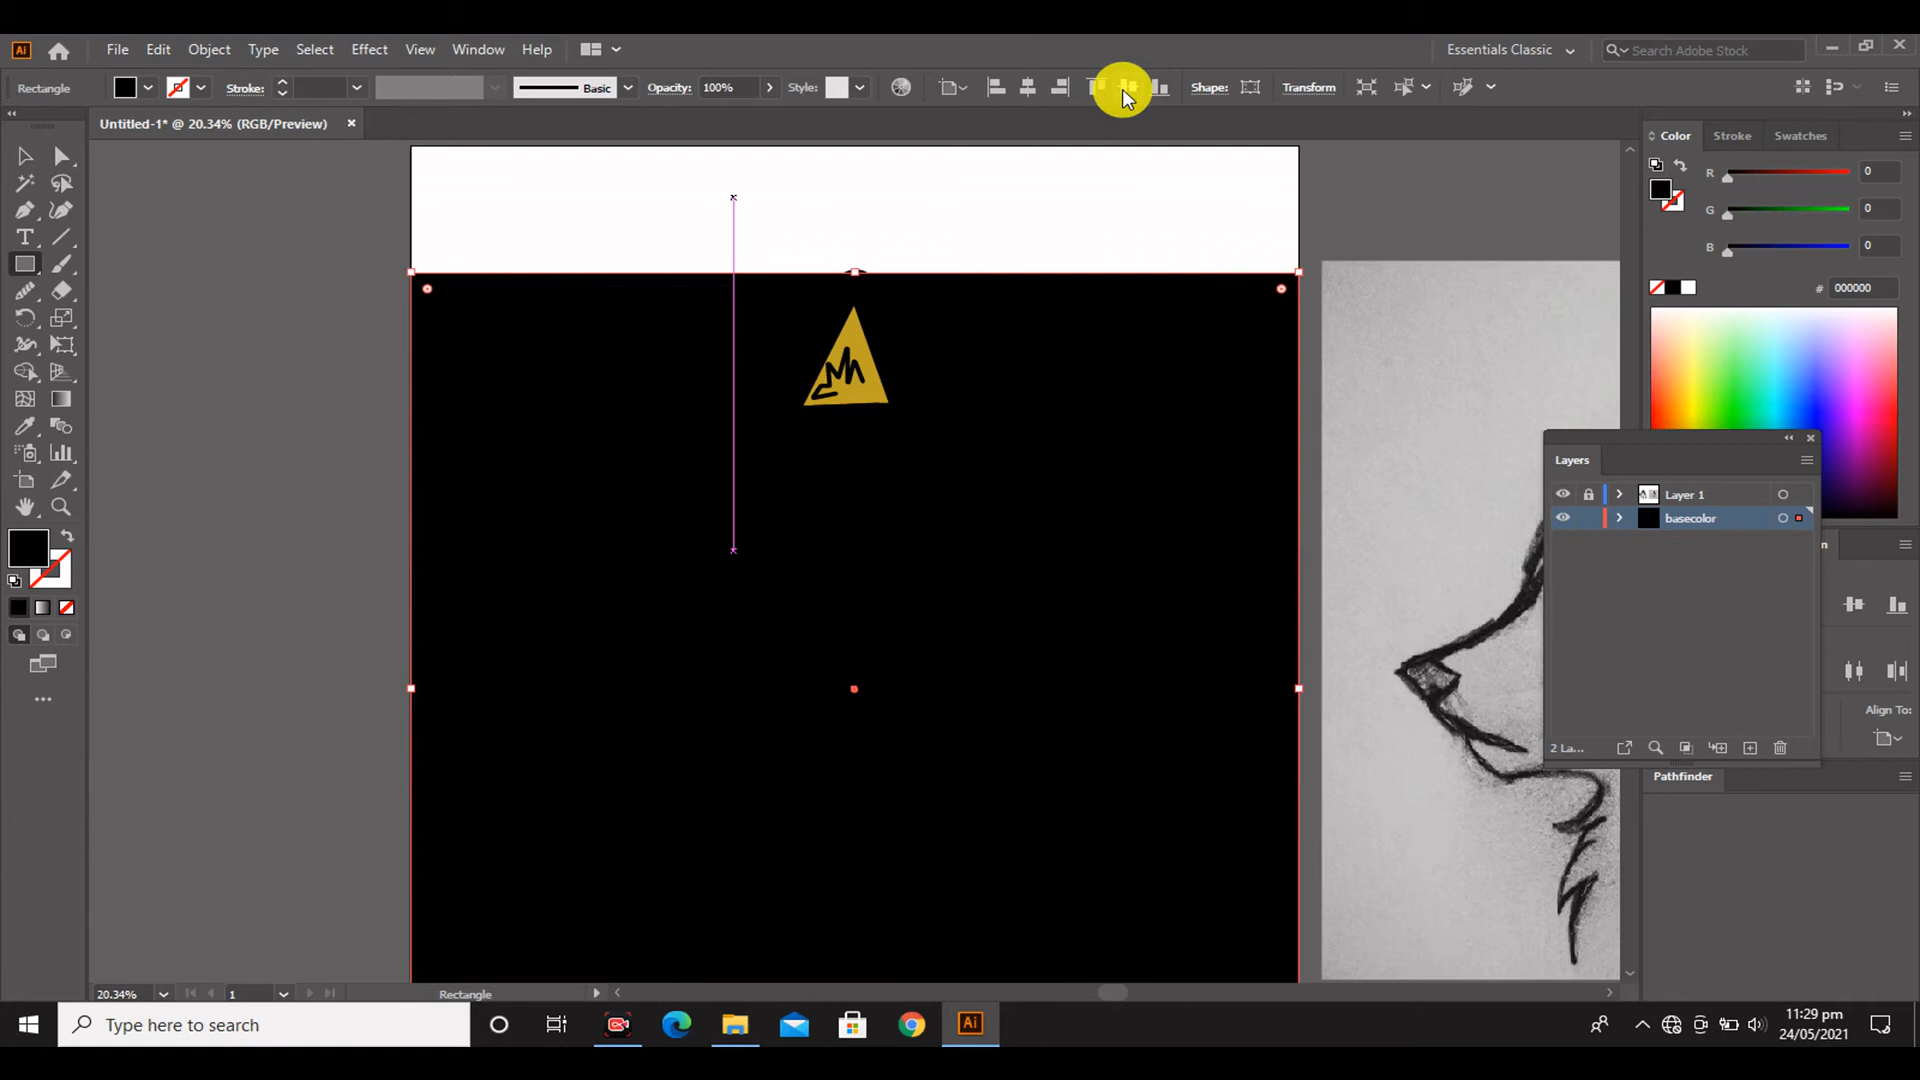 Ai File Edit Object Type Select Effect View Window Help Essentials Classic Search Adobe Stock
Rectangle Stroke: Basic Opacity: 100% Style: Shape: Transform
Untitled-1* @ 20.34% (RGB/Preview)
Color Stroke Swatches
R 0
G 0
B 0
# 000000
Layers
Layer 1
basecolor
Align To:
2 La...
Pathfinder
20.34% 1 Rectangle
Type here to search
Ai
11:29 pm
24/05/2021